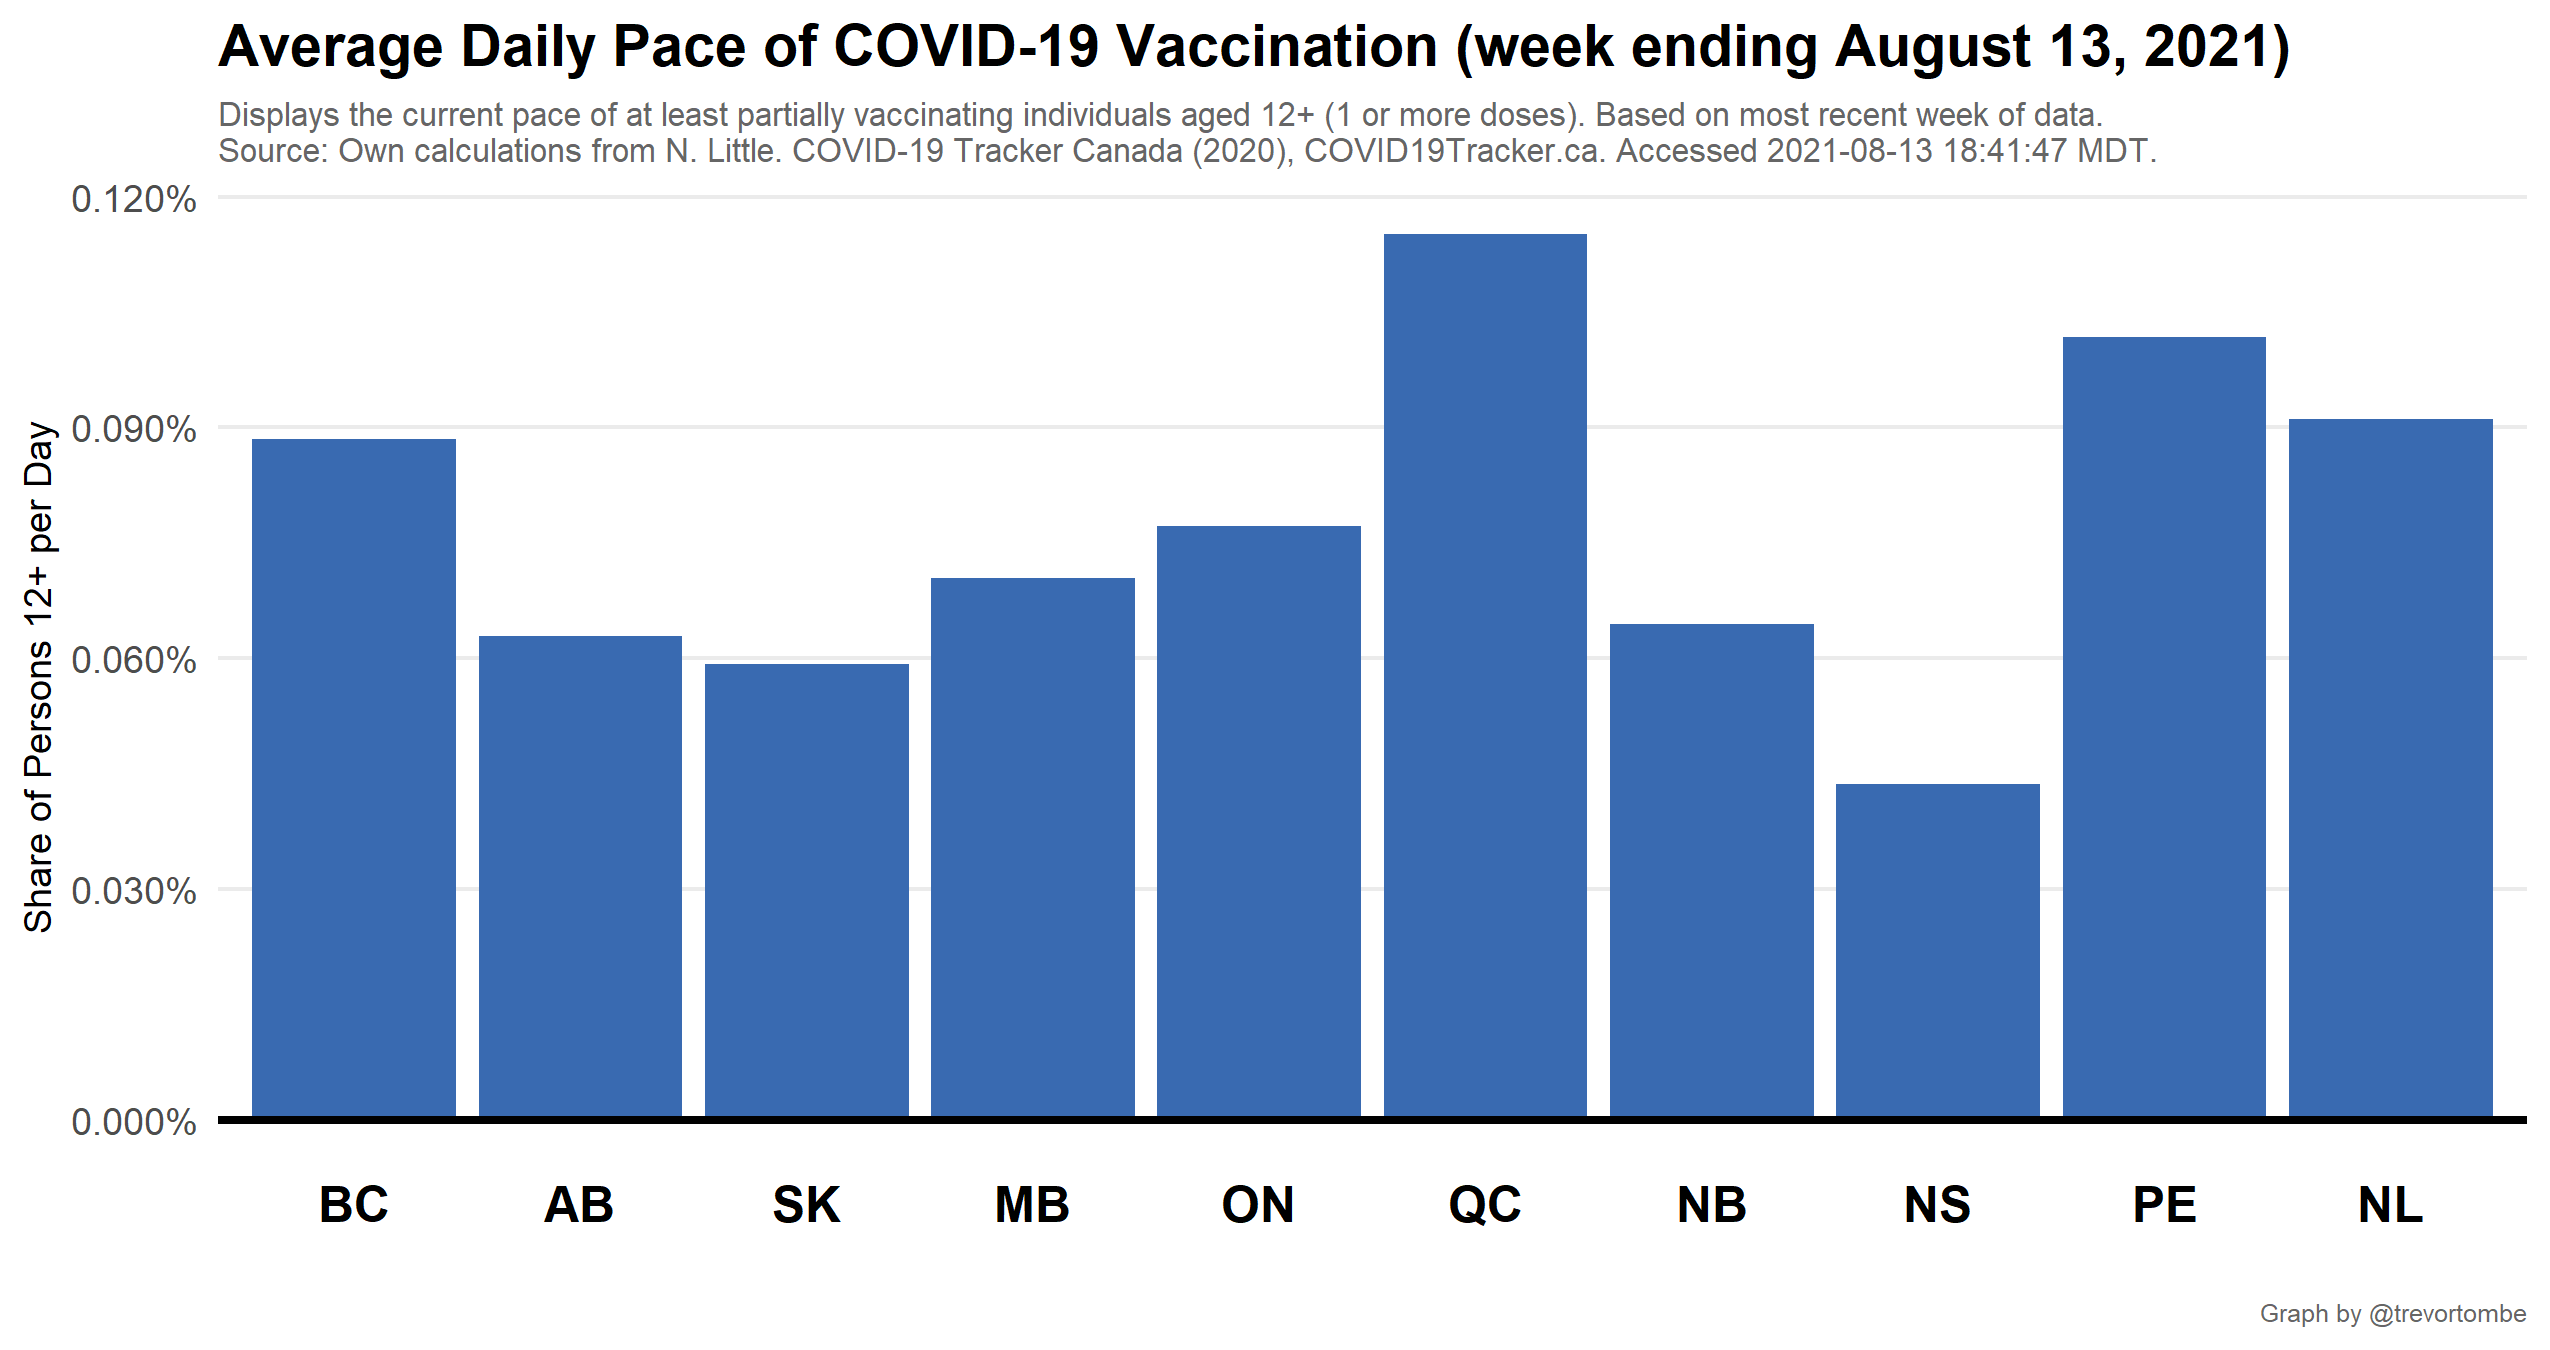 Average Daily Pace of COVID-19 Vaccination (week ending August 13, 2021)
Displays the current pace of at least partially vaccinating individuals aged 12+ (1 or more doses). Based on most recent week of data.
Source: Own calculations from N. Little. COVID-19 Tracker Canada (2020), COVID19Tracker.ca. Accessed 2021-08-13 18:41:47 MDT.
0.120%
0.090%
0.060%
0.030%
0.000%
Share of Persons 12+ per Day
BC AB SK MB ON QC NB NS PE NL
Graph by @trevortombe